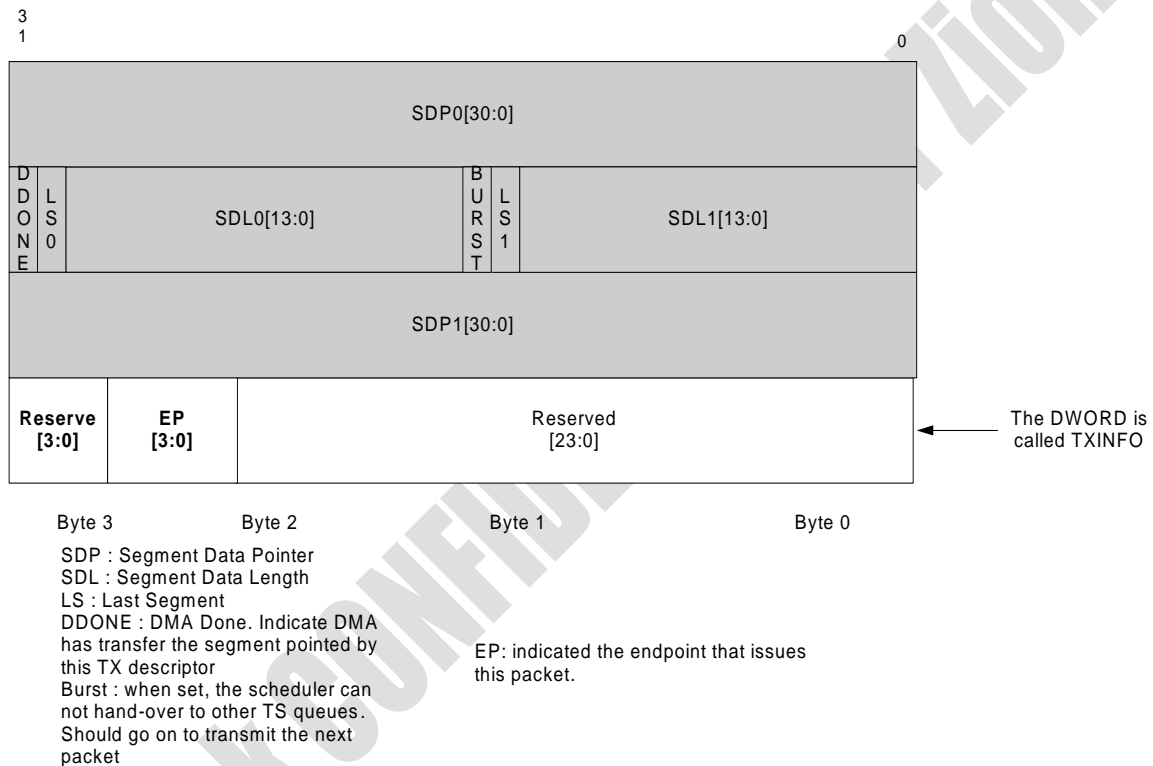 3
1
0
SDP0[30:0]
DDONE
LS0
SDL0[13:0]
BURST
LS1
SDL1[13:0]
SDP1[30:0]
Reserve
[3:0]
EP
[3:0]
Reserved
[23:0]
The DWORD is
called TXINFO
Byte 3
Byte 2
Byte 1
Byte 0
SDP : Segment Data Pointer
SDL : Segment Data Length
LS : Last Segment
DDONE : DMA Done. Indicate DMA
has transfer the segment pointed by
this TX descriptor
Burst : when set, the scheduler can
not hand-over to other TS queues.
Should go on to transmit the next
packet
EP: indicated the endpoint that issues
this packet.